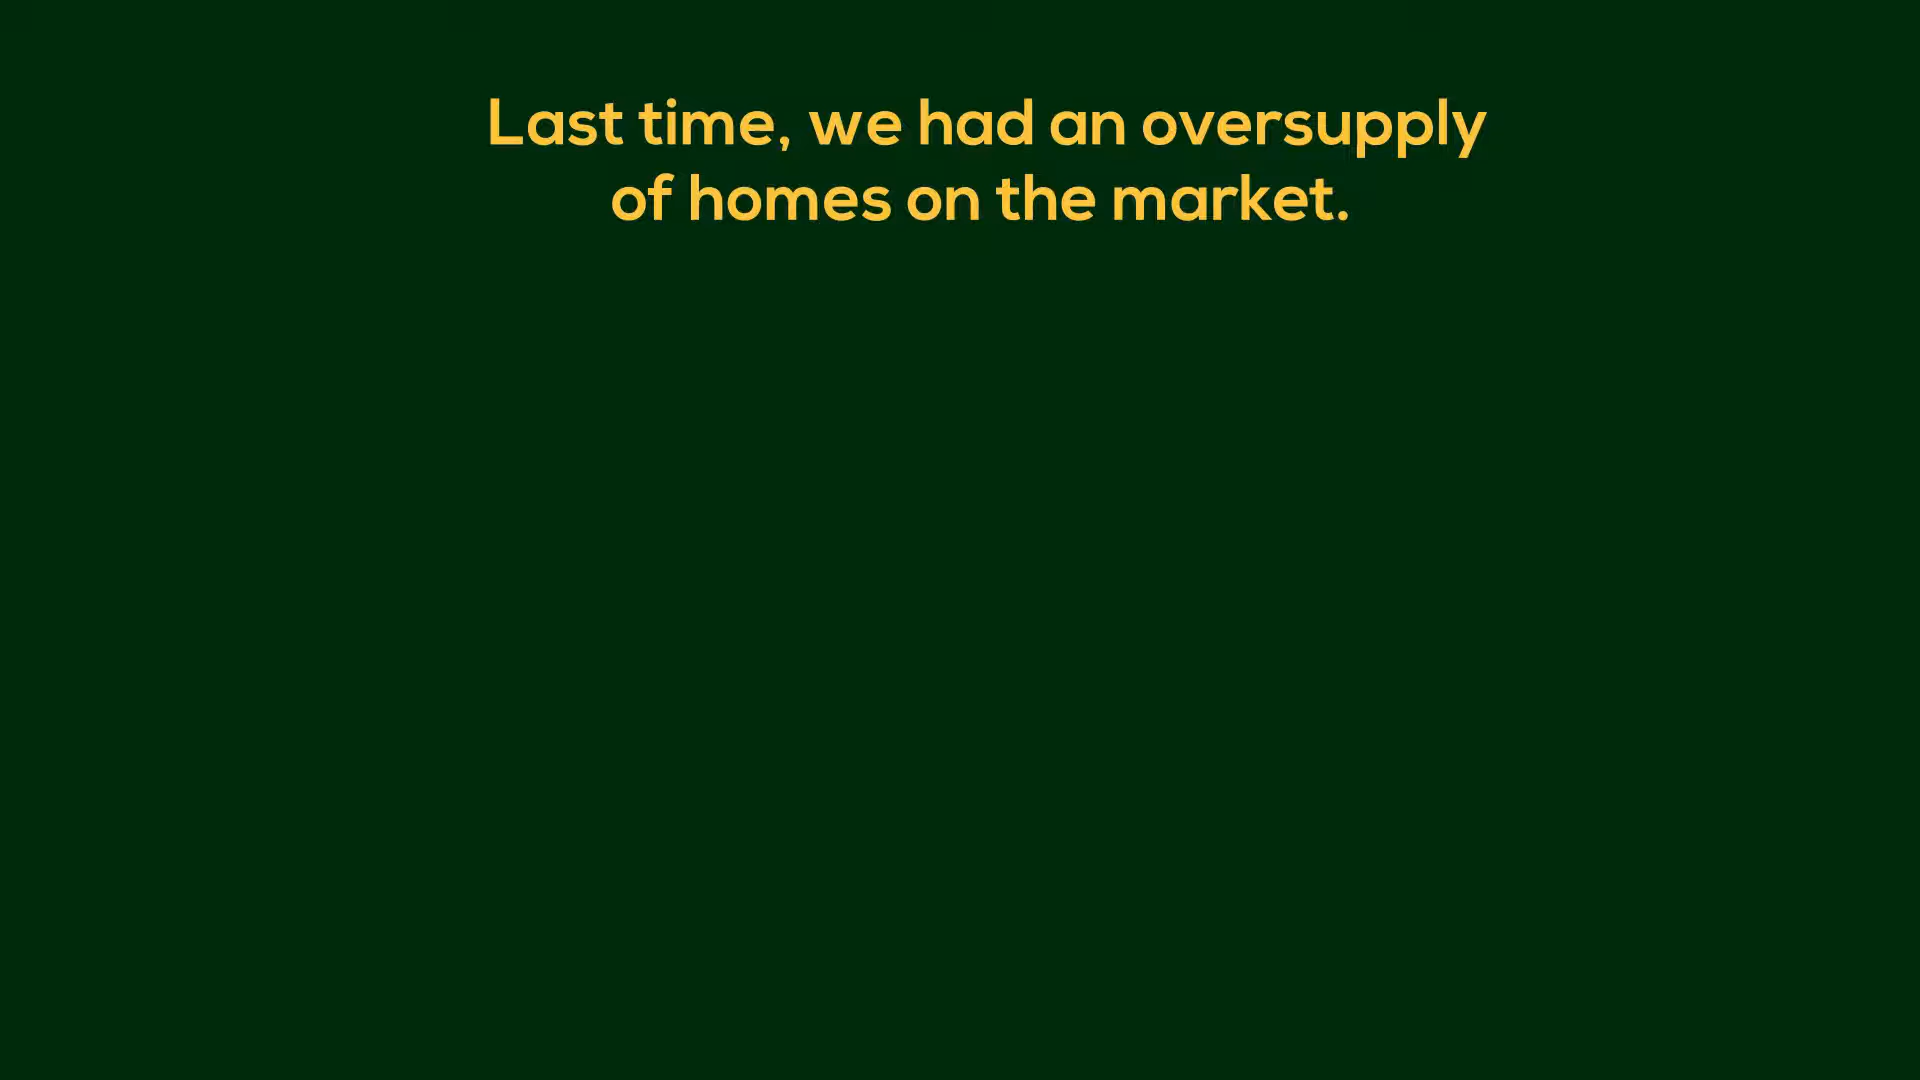 Last time, we had an oversupply
of homes on the market.